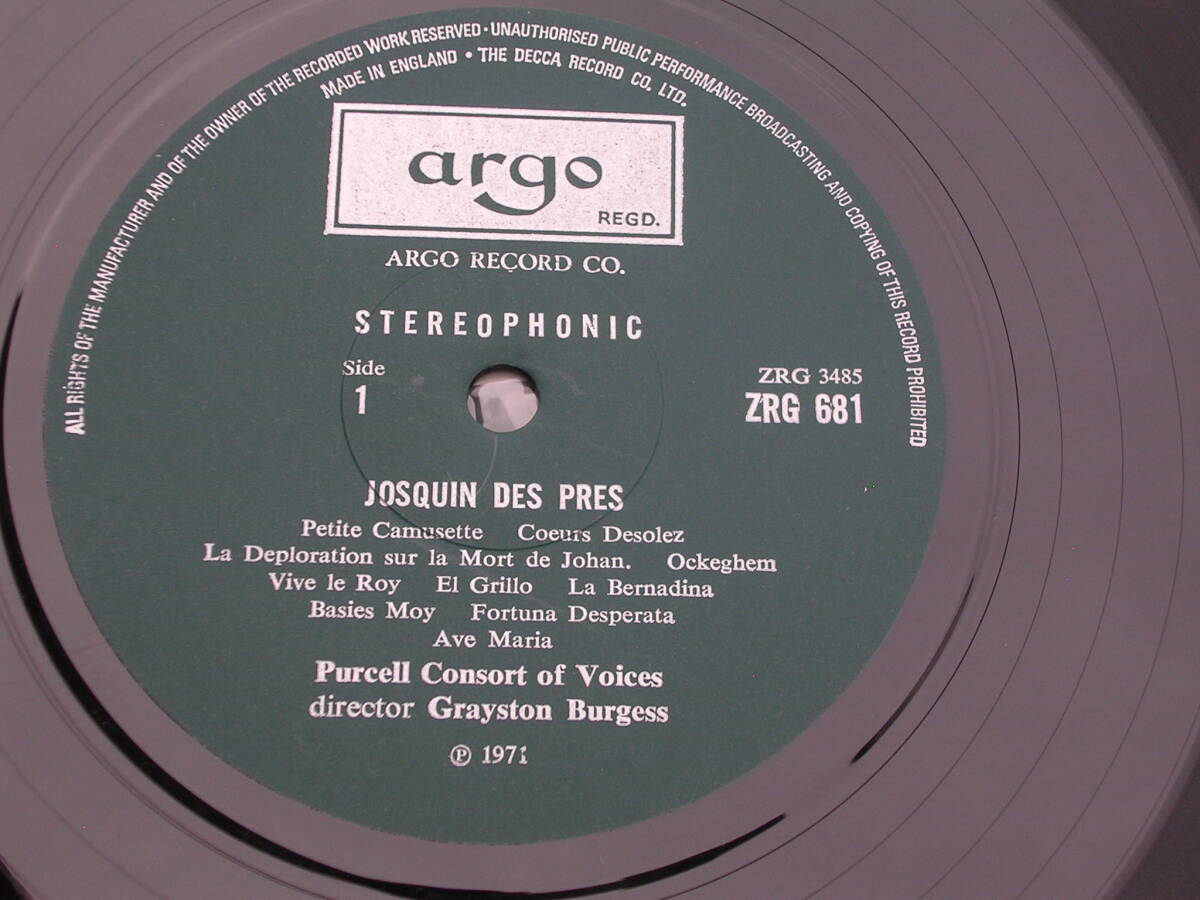 ALL RIGHTS OF THE MANUFACTURER AND OF THE OWNER OF THE RECORDED WORK RESERVED · UNAUTHORISED PUBLIC PERFORMANCE BROADCASTING AND COPYING OF THIS RECORD PROHIBITED
MADE IN ENGLAND • THE DECCA RECORD CO. LTD.
argo
REGD.
ARGO RECORD CO.
STEREOPHONIC
Side
1
ZRG 3485
ZRG 681
JOSQUIN DES PRES
Petite Camusette Coeurs Desolez
La Deploration sur la Mort de Johan. Ockeghem
Vive le Roy El Grillo La Bernadina
Basies Moy Fortuna Desperata
Ave Maria
Purcell Consort of Voices
director Grayston Burgess
℗ 1971